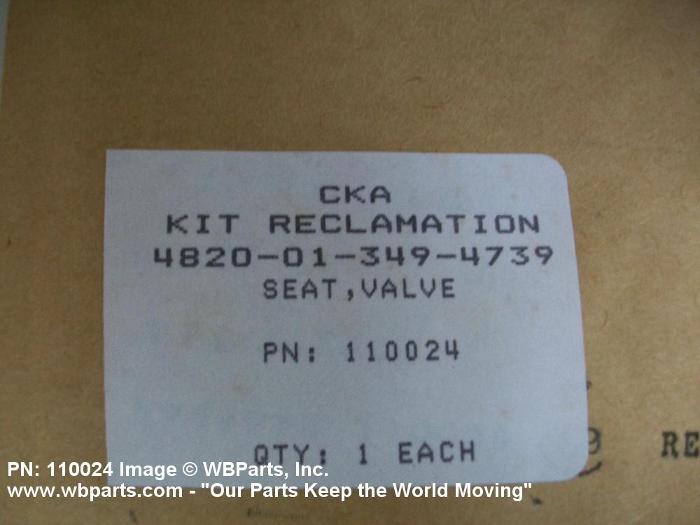 CKA
KIT RECLAMATION
4820-01-349-4739
SEAT,VALVE
PN: 110024
QTY: 1 EACH
9 RE
PN: 110024 Image © WBParts, Inc.
www.wbparts.com - "Our Parts Keep the World Moving"